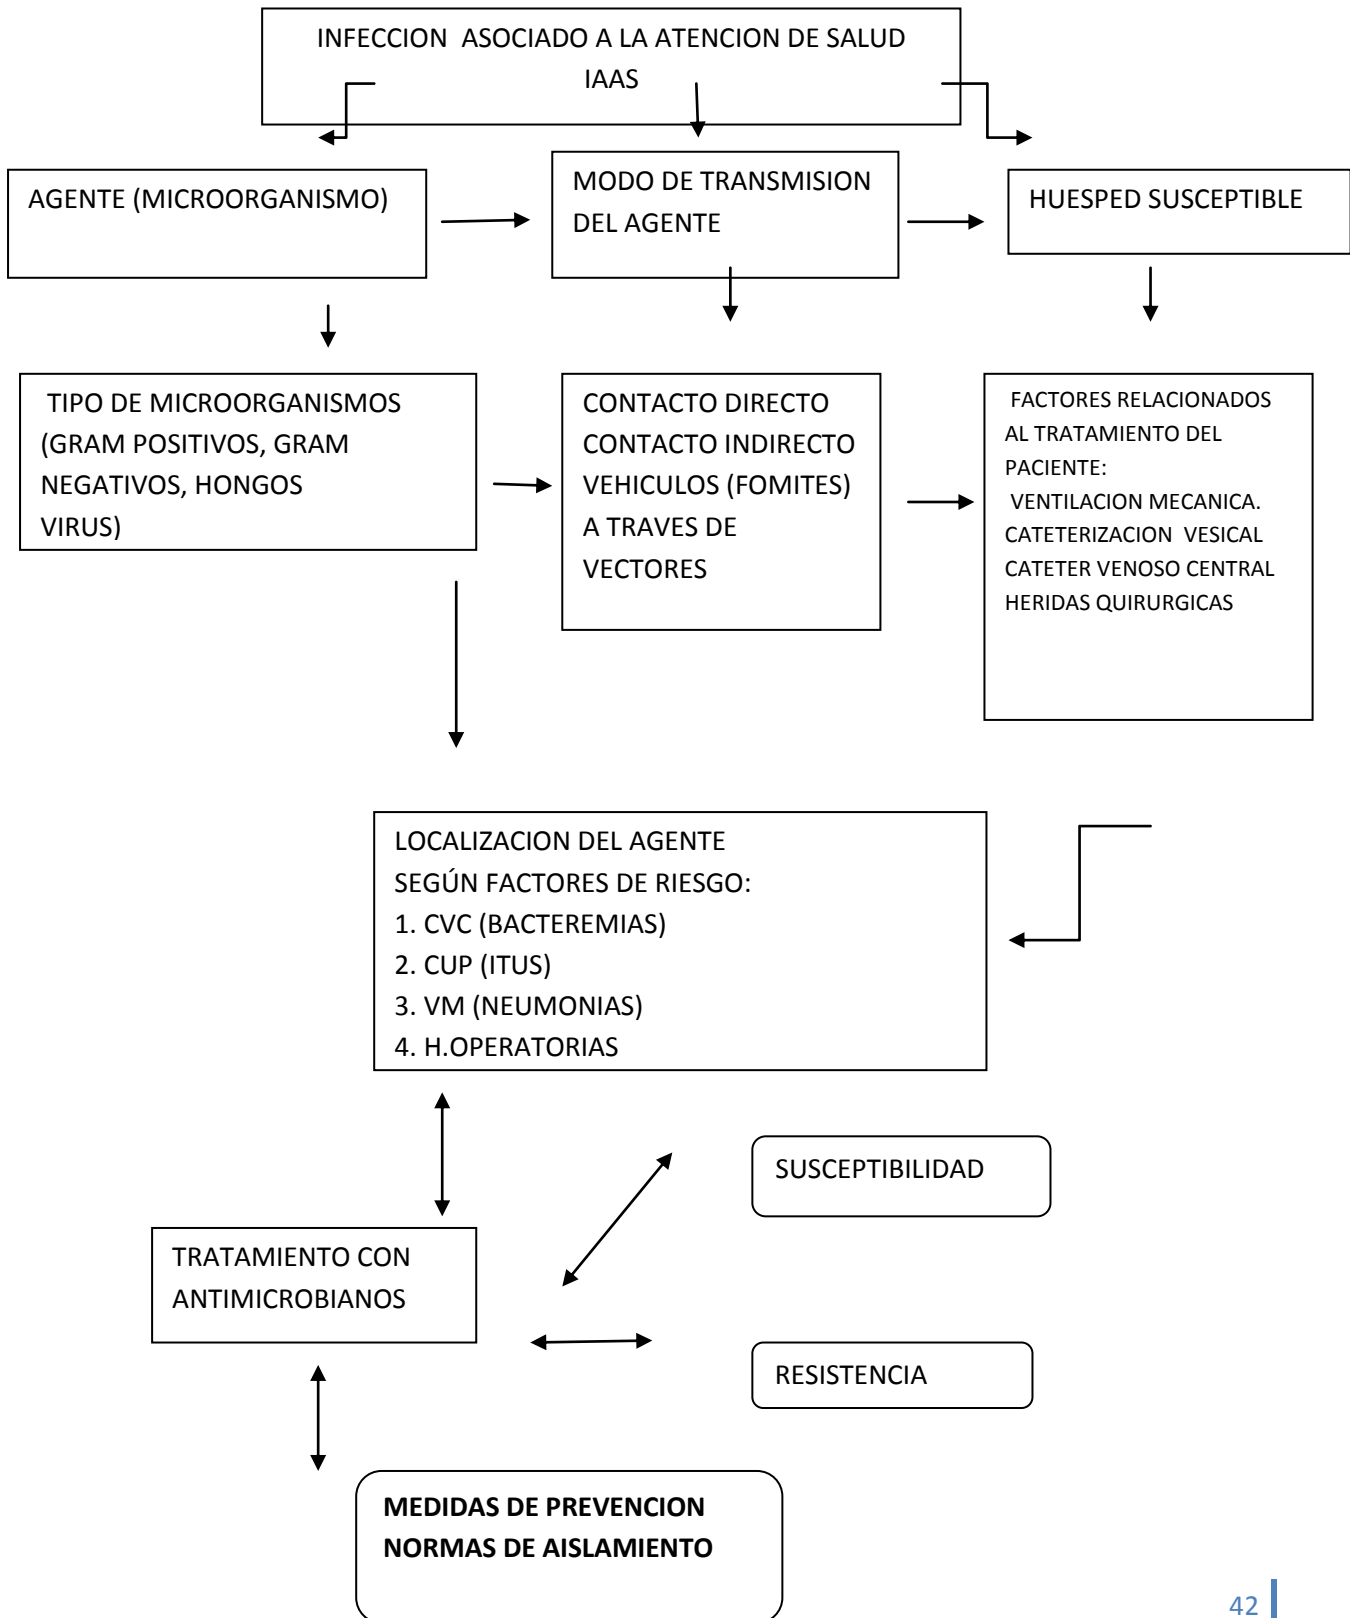 INFECCION  ASOCIADO A LA ATENCION DE SALUD
IAAS
AGENTE (MICROORGANISMO)
MODO DE TRANSMISION
DEL AGENTE
HUESPED SUSCEPTIBLE
TIPO DE MICROORGANISMOS
(GRAM POSITIVOS, GRAM
NEGATIVOS, HONGOS
VIRUS)
CONTACTO DIRECTO
CONTACTO INDIRECTO
VEHICULOS (FOMITES)
A TRAVES DE
VECTORES
FACTORES RELACIONADOS
AL TRATAMIENTO DEL
PACIENTE:
VENTILACION MECANICA.
CATETERIZACION  VESICAL
CATETER VENOSO CENTRAL
HERIDAS QUIRURGICAS
LOCALIZACION DEL AGENTE
SEGÚN FACTORES DE RIESGO:
1. CVC (BACTEREMIAS)
2. CUP (ITUS)
3. VM (NEUMONIAS)
4. H.OPERATORIAS
SUSCEPTIBILIDAD
TRATAMIENTO CON
ANTIMICROBIANOS
RESISTENCIA
MEDIDAS DE PREVENCION
NORMAS DE AISLAMIENTO
42